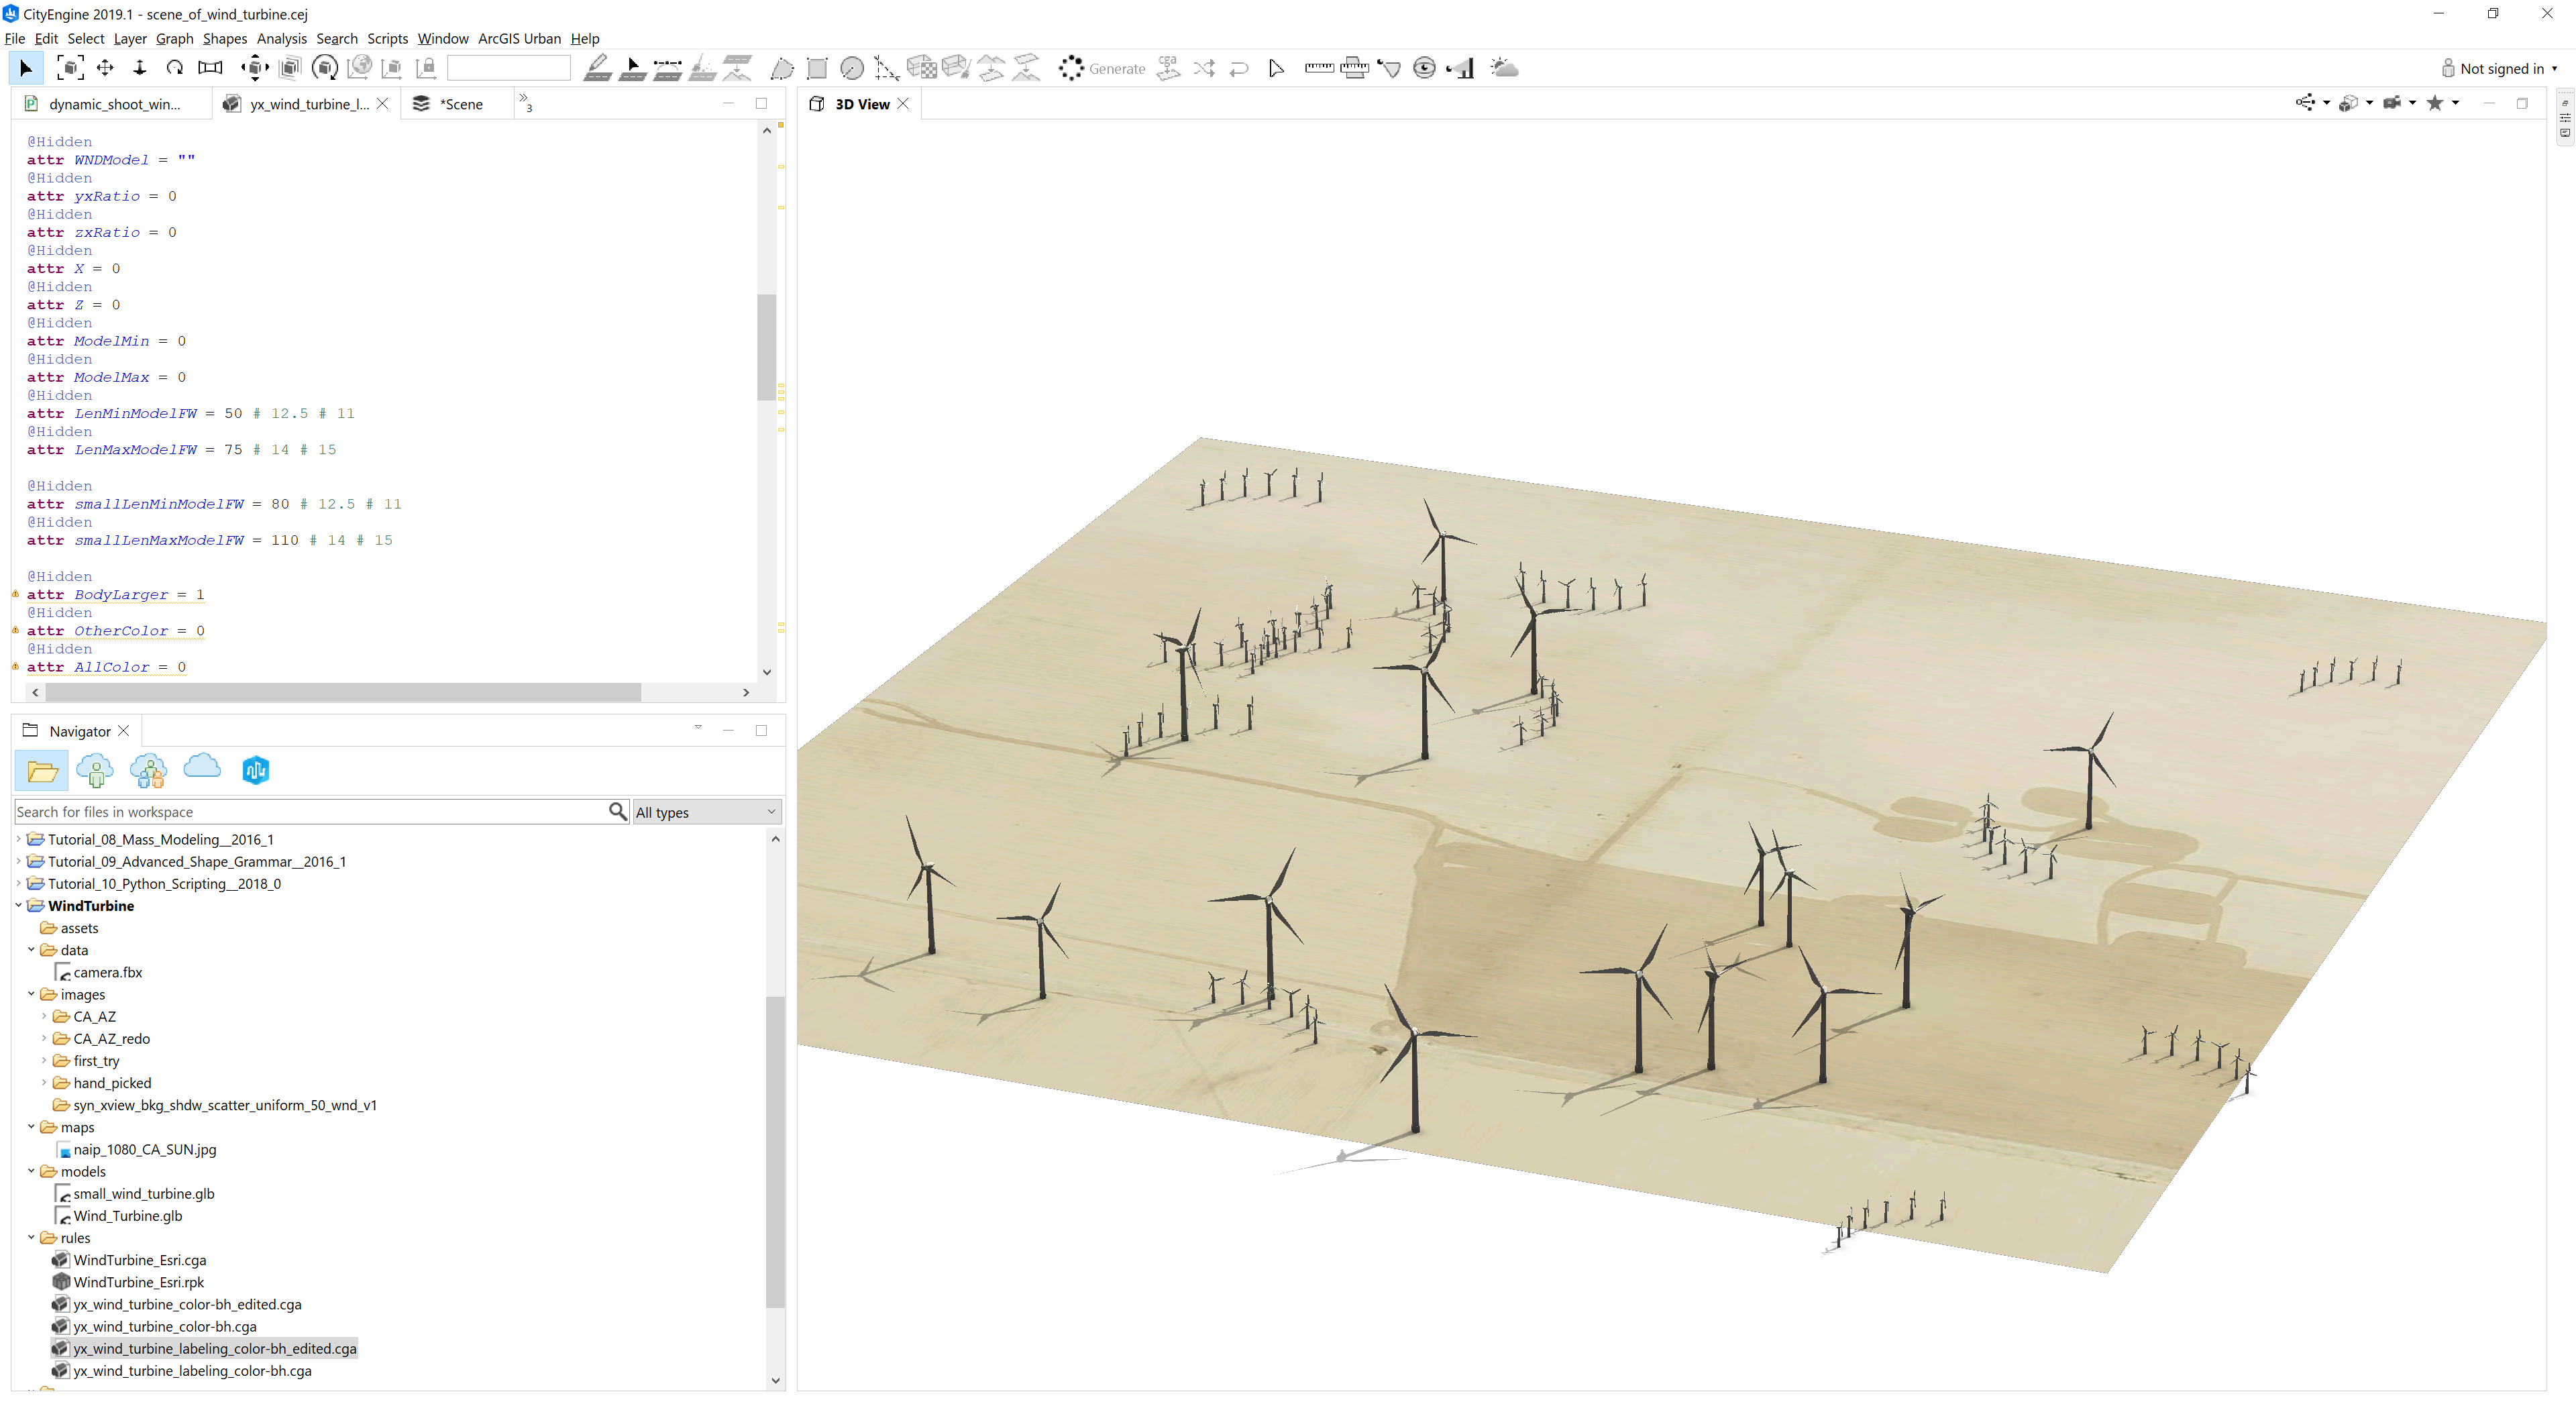 CityEngine 2019.1 - scene_of_wind_turbine.cej
File Edit Select Layer Graph Shapes Analysis Search Scripts Window ArcGIS Urban Help
Generate
cga
Not signed in
dynamic_shoot_win...
yx_wind_turbine_l...
*Scene
»3
3D View
@Hidden
attr WNDModel = ""
@Hidden
attr yxRatio = 0
@Hidden
attr zxRatio = 0
@Hidden
attr X = 0
@Hidden
attr Z = 0
@Hidden
attr ModelMin = 0
@Hidden
attr ModelMax = 0
@Hidden
attr LenMinModelFW = 50 # 12.5 # 11
@Hidden
attr LenMaxModelFW = 75 # 14 # 15
@Hidden
attr smallLenMinModelFW = 80 # 12.5 # 11
@Hidden
attr smallLenMaxModelFW = 110 # 14 # 15
@Hidden
attr BodyLarger = 1
@Hidden
attr OtherColor = 0
@Hidden
attr AllColor = 0
Navigator
Search for files in workspace
All types
Tutorial_08_Mass_Modeling__2016_1
Tutorial_09_Advanced_Shape_Grammar__2016_1
Tutorial_10_Python_Scripting__2018_0
WindTurbine
assets
data
camera.fbx
images
CA_AZ
CA_AZ_redo
first_try
hand_picked
syn_xview_bkg_shdw_scatter_uniform_50_wnd_v1
maps
naip_1080_CA_SUN.jpg
models
small_wind_turbine.glb
Wind_Turbine.glb
rules
WindTurbine_Esri.cga
WindTurbine_Esri.rpk
yx_wind_turbine_color-bh_edited.cga
yx_wind_turbine_color-bh.cga
yx_wind_turbine_labeling_color-bh_edited.cga
yx_wind_turbine_labeling_color-bh.cga